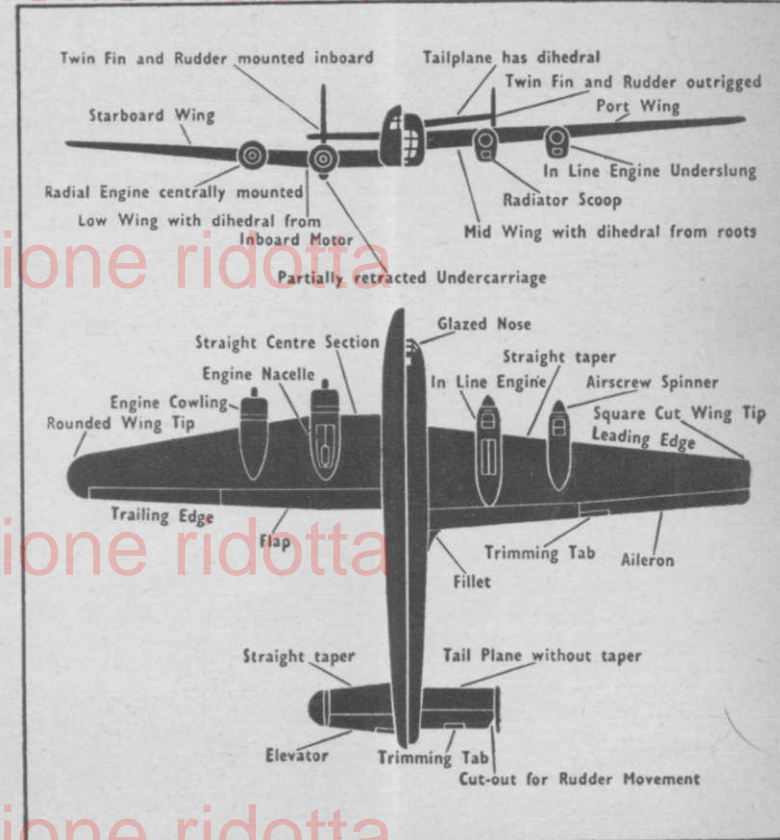 Twin Fin and Rudder mounted inboard
Tailplane has dihedral
Twin Fin and Rudder outrigged
Port Wing
Starboard Wing
In Line Engine Underslung
Radial Engine centrally mounted
Radiator Scoop
Low Wing with dihedral from
Inboard Motor
Mid Wing with dihedral from roots
ione ridotta
Partially retracted Undercarriage
Glazed Nose
Straight Centre Section
Straight taper
Engine Nacelle
In Line Engine
Airscrew Spinner
Engine Cowling
Rounded Wing Tip
Square Cut Wing Tip
Leading Edge
Trailing Edge
Flap
ione ridotta
Trimming Tab
Aileron
Fillet
Straight taper
Tail Plane without taper
Elevator
Trimming Tab
Cut-out for Rudder Movement
ione ridotta